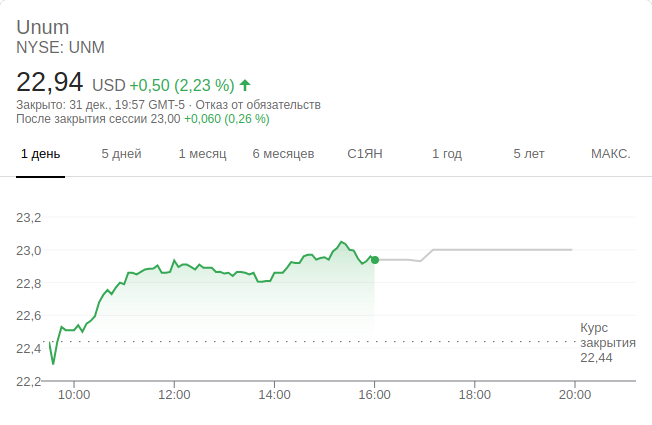 Unum
NYSE: UNM
22,94 USD +0,50 (2,23 %)
Закрыто: 31 дек., 19:57 GMT-5 · Отказ от обязательств
После закрытия сессии 23,00 +0,060 (0,26 %)
1 день 5 дней 1 месяц 6 месяцев С1ЯН 1 год 5 лет МАКС.
23,2
23,0
22,8
22,6
22,4
22,2
Курс
закрытия
22,44
10:00 12:00 14:00 16:00 18:00 20:00